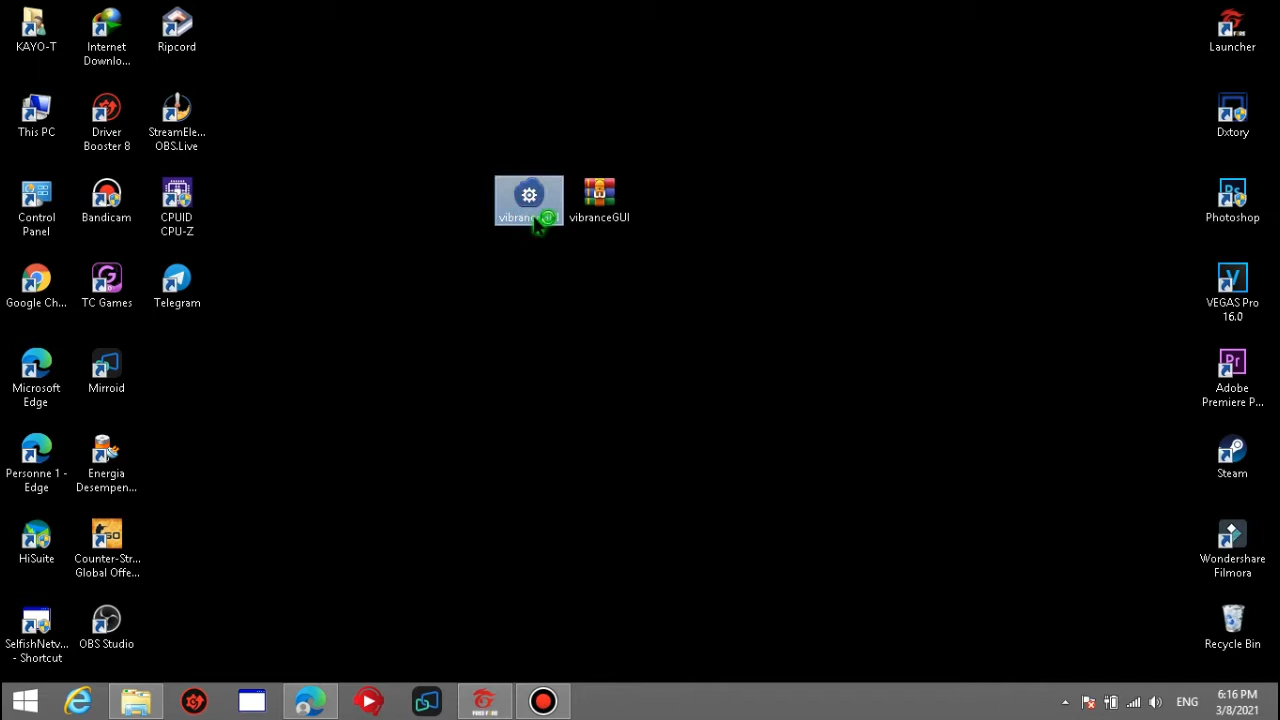 KAYO-T
Internet
Downlo...
Ripcord
Launcher
This PC
Driver
Booster 8
StreamEle...
OBS.Live
Dxtory
Control
Panel
Bandicam
CPUID
CPU-Z
vibranceGUI
Photoshop
Google Ch...
TC Games
Telegram
VEGAS Pro
16.0
Microsoft
Edge
Mirroid
Adobe
Premiere P...
Personne 1 -
Edge
Energia
Desempen...
Steam
HiSuite
Counter-Str...
Global Offe...
Wondershare
Filmora
SelfishNetv...
- Shortcut
OBS Studio
Recycle Bin
ENG
6:16 PM
3/8/2021